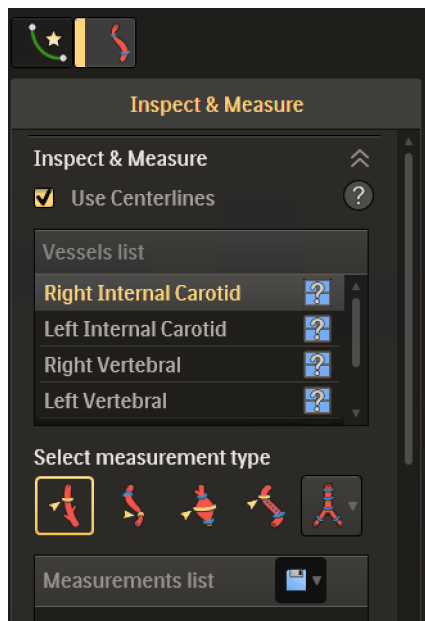 Inspect & Measure
Inspect & Measure
Use Centerlines
?
Vessels list
Right Internal Carotid ?
Left Internal Carotid ?
Right Vertebral ?
Left Vertebral ?
Select measurement type
Measurements list